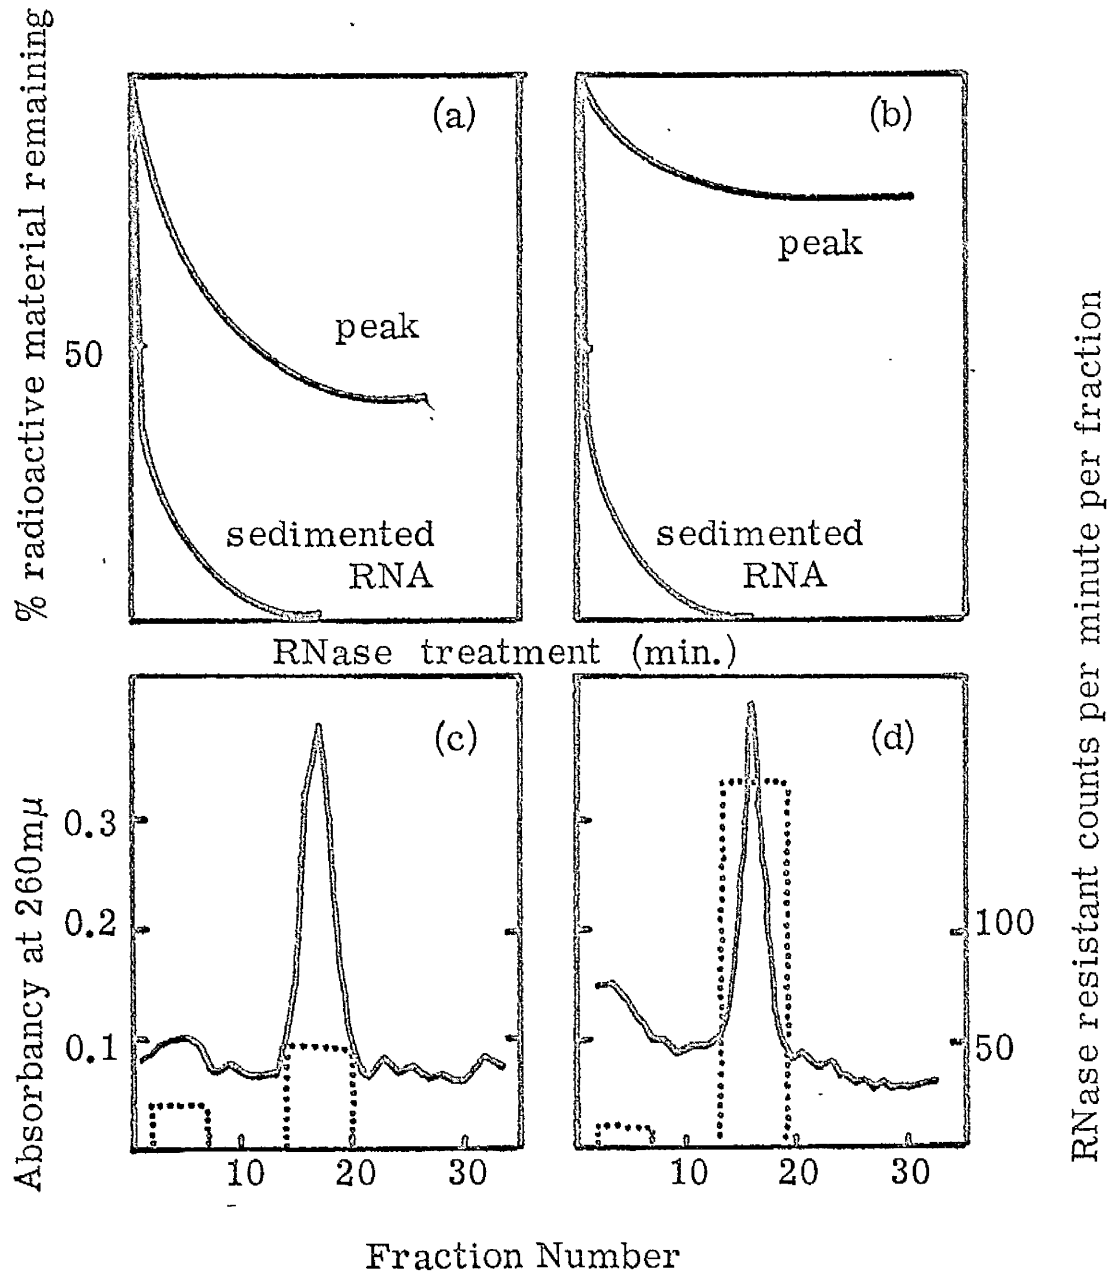 % radioactive material remaining
50
(a)
peak
sedimented
RNA
(b)
peak
sedimented
RNA
RNase treatment (min.)
Absorbancy at 260mμ
0.3
0.2
0.1
(c)
10
20
30
(d)
10
20
30
100
50
RNase resistant counts per minute per fraction
Fraction Number